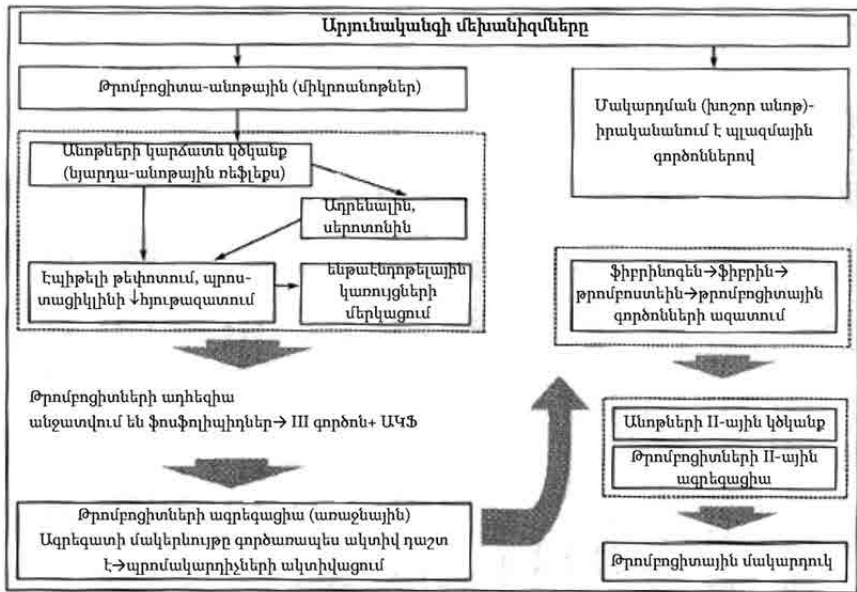 Արյունականգի մեխանիզմները
Թրոմբոցիտա-անոթային (միկրոանոթներ)
Մակարդման (խոշոր անոթ)-
իրականանում է պլազմային
գործոններով
Անոթների կարճատև կծկանք
(նյարդա-անոթային ռեֆլեքս)
Ադրենալին,
սերոտոնին
Էպիթելի թեփոտում, պրոս-
տացիկլինի ↓հյութազատում
ենթաէնդոթելային
կառույցների
մերկացում
Թրոմբոցիտների ադհեզիա
անջատվում են ֆոսֆոլիպիդներ→ III գործոն+ ԱԿՖ
Թրոմբոցիտների ագրեգացիա (առաջնային)
Ագրեգատի մակերևույթը գործառապես ակտիվ դաշտ
է→պրոմակարդիչների ակտիվացում
ֆիբրինոգեն→ֆիբրին→
թրոմբոստեին→թրոմբոցիտային
գործոնների ազատում
Անոթների II-ային կծկանք
Թրոմբոցիտների II-ային
ագրեգացիա
Թրոմբոցիտային մակարդուկ